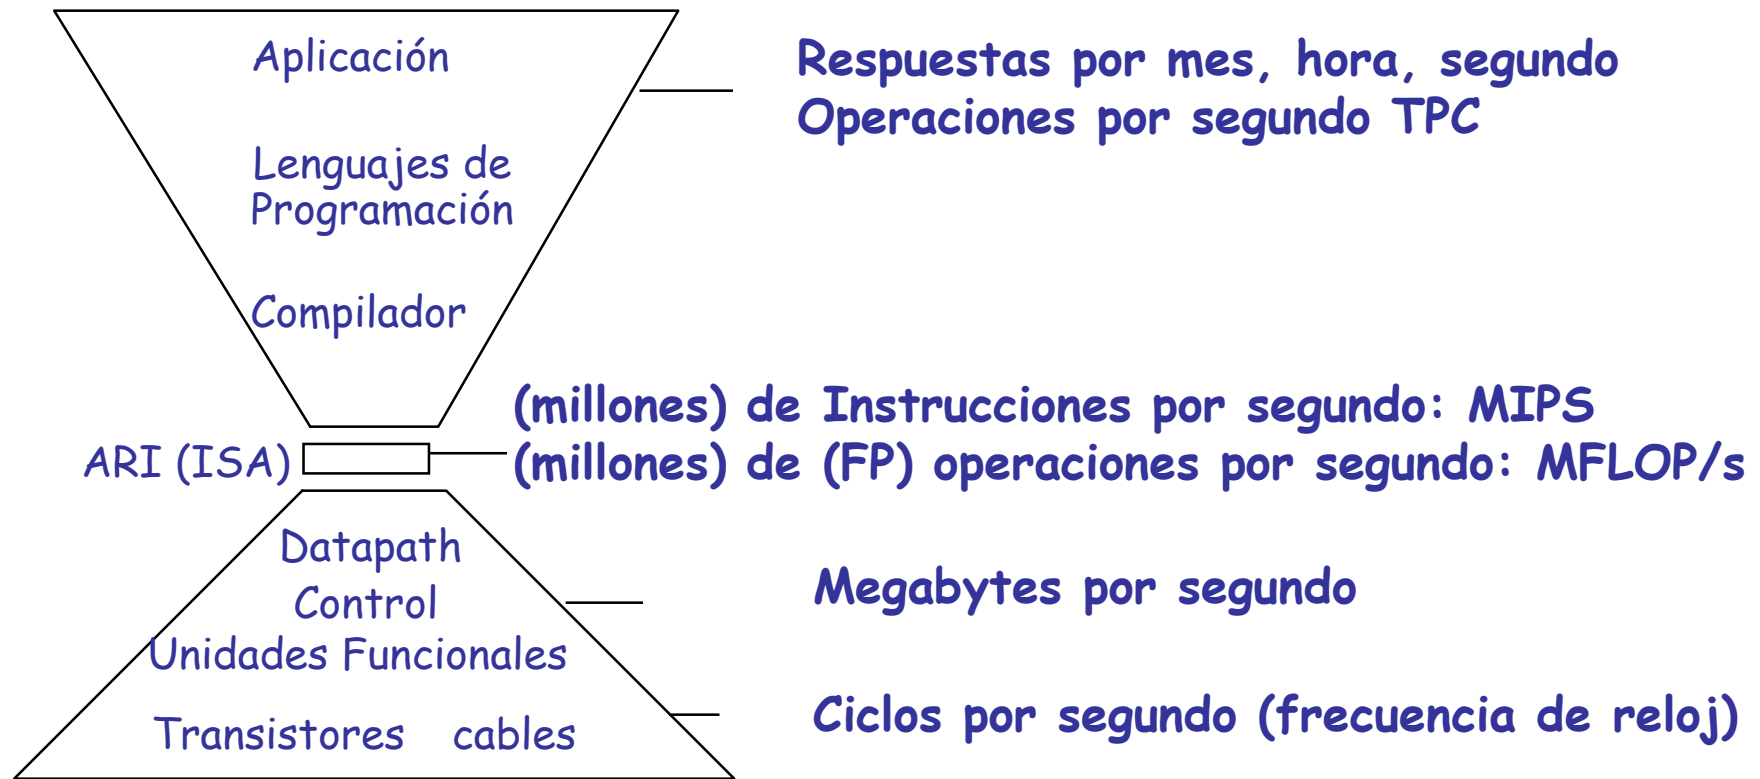 Aplicación
Respuestas por mes, hora, segundo
Operaciones por segundo TPC
Lenguajes de
Programación
Compilador
(millones) de Instrucciones por segundo: MIPS
ARI (ISA)
(millones) de (FP) operaciones por segundo: MFLOP/s
Datapath
Control
Megabytes por segundo
Unidades Funcionales
Transistores cables
Ciclos por segundo (frecuencia de reloj)